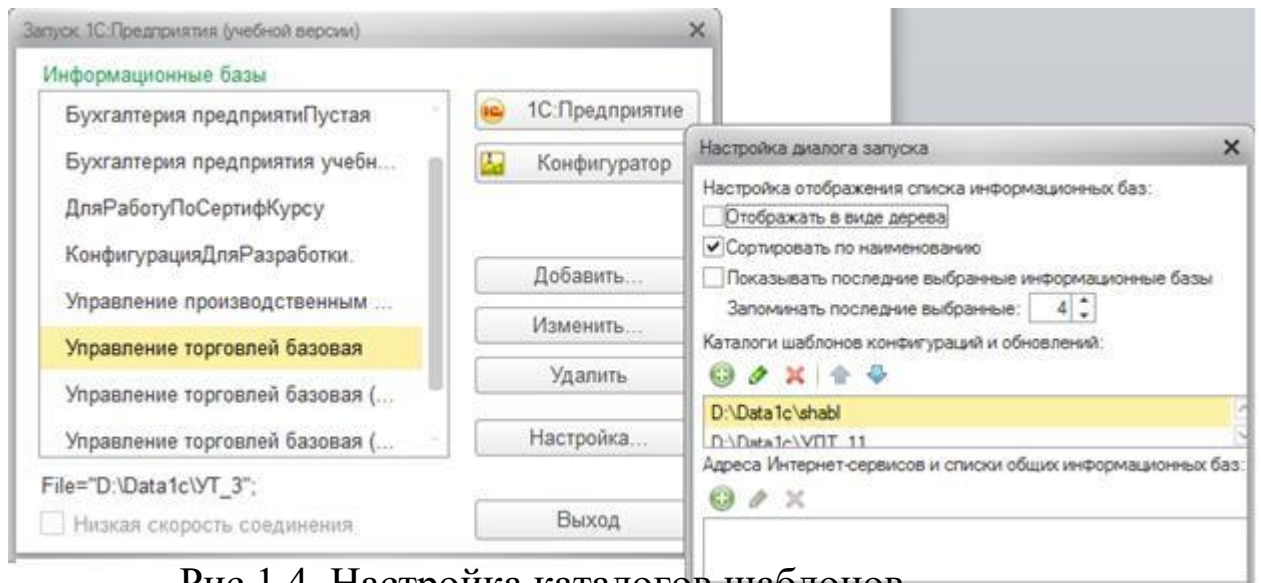 Запуск 1С:Предприятия (учебной версии)
Информационные базы
Бухгалтерия предприятиПустая
Бухгалтерия предприятия учебн...
ДляРаботуПоСертифКурсу
КонфигурацияДляРазработки.
Управление производственным ...
Управление торговлей базовая
Управление торговлей базовая (...
Управление торговлей базовая (...
File="D:\Data1c\УТ_3";
Низкая скорость соединения
1С:Предприятие
Конфигуратор
Добавить...
Изменить...
Удалить
Настройка...
Выход
Настройка диалога запуска
Настройка отображения списка информационных баз:
Отображать в виде дерева
Сортировать по наименованию
Показывать последние выбранные информационные базы
Запоминать последние выбранные: 4
Каталоги шаблонов конфигураций и обновлений:
D:\Data1c\shabl
D:\Data1c\УПТ_11
Адреса Интернет-сервисов и списки общих информационных баз:
Рис.1.4. Настройка каталогов шаблонов